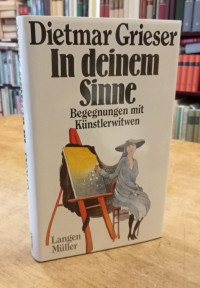 Dietmar Grieser
In deinem
Sinne
Begegnungen mit
Künstlerwitwen
Langen
Müller